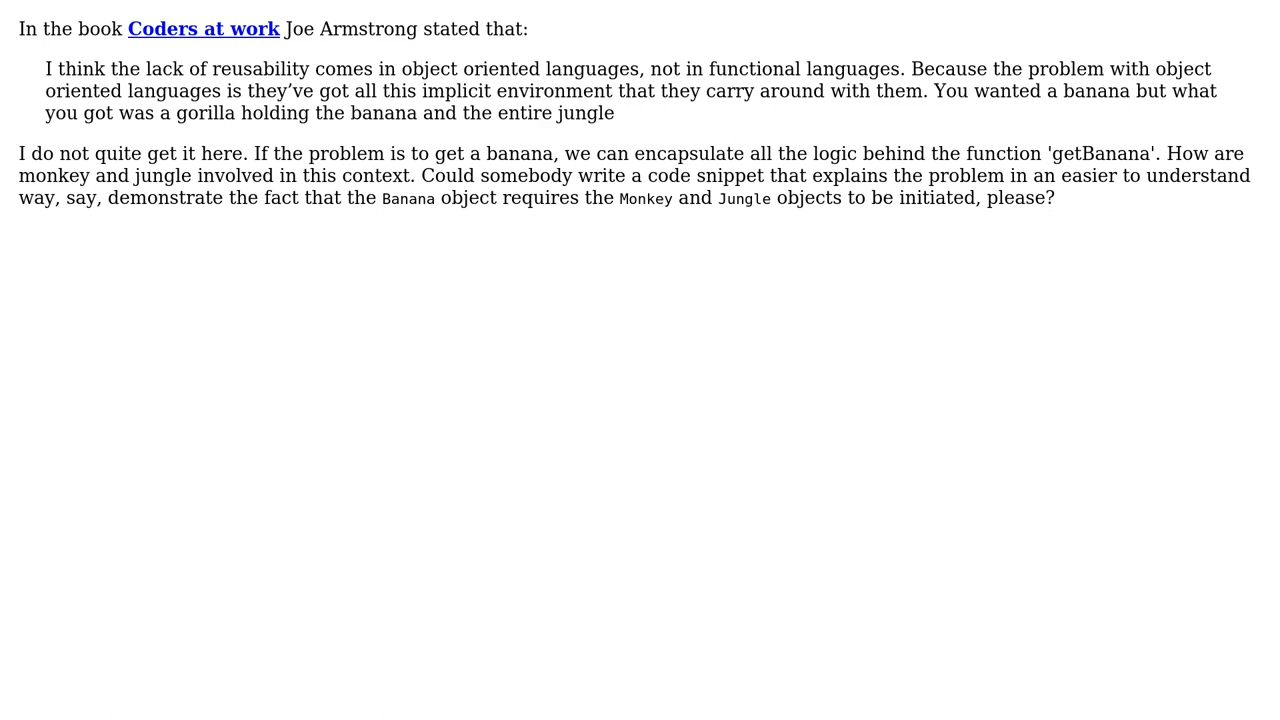 In the book Coders at work Joe Armstrong stated that:
I think the lack of reusability comes in object oriented languages, not in functional languages. Because the problem with object
oriented languages is they’ve got all this implicit environment that they carry around with them. You wanted a banana but what
you got was a gorilla holding the banana and the entire jungle
I do not quite get it here. If the problem is to get a banana, we can encapsulate all the logic behind the function 'getBanana'. How are
monkey and jungle involved in this context. Could somebody write a code snippet that explains the problem in an easier to understand
way, say, demonstrate the fact that the Banana object requires the Monkey and Jungle objects to be initiated, please?